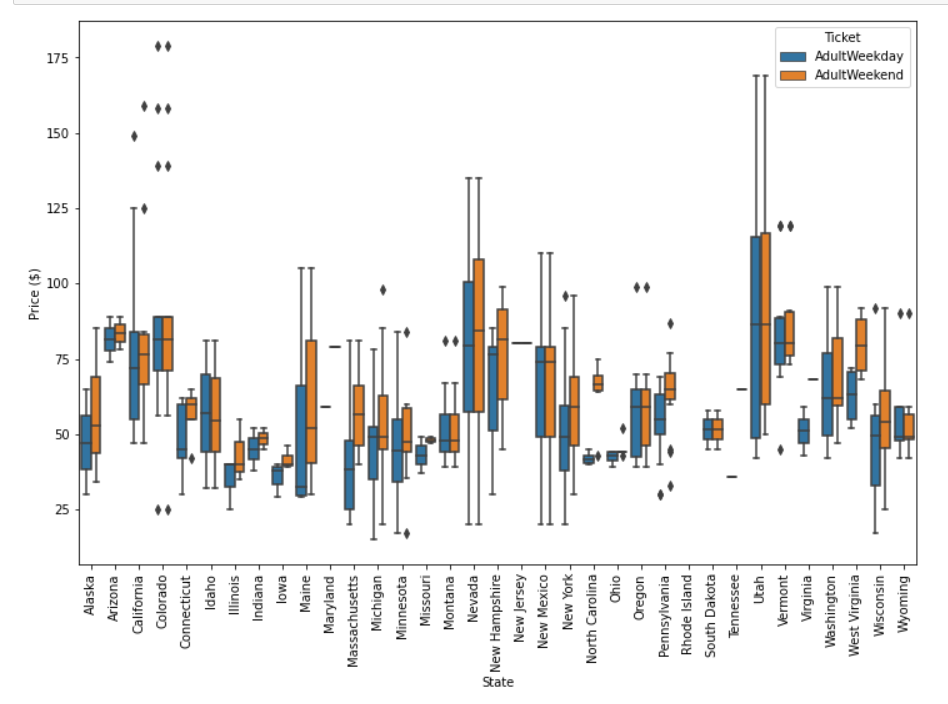 Ticket
AdultWeekday
AdultWeekend
175
150
125
100
75
50
25
Price ($)
Alaska
Arizona
California
Colorado
Connecticut
Idaho
Illinois
Indiana
Iowa
Maine
Maryland
Massachusetts
Michigan
Minnesota
Missouri
Montana
Nevada
New Hampshire
New Jersey
New Mexico
New York
North Carolina
Ohio
Oregon
Pennsylvania
Rhode Island
South Dakota
Tennessee
Utah
Vermont
Virginia
Washington
West Virginia
Wisconsin
Wyoming
State